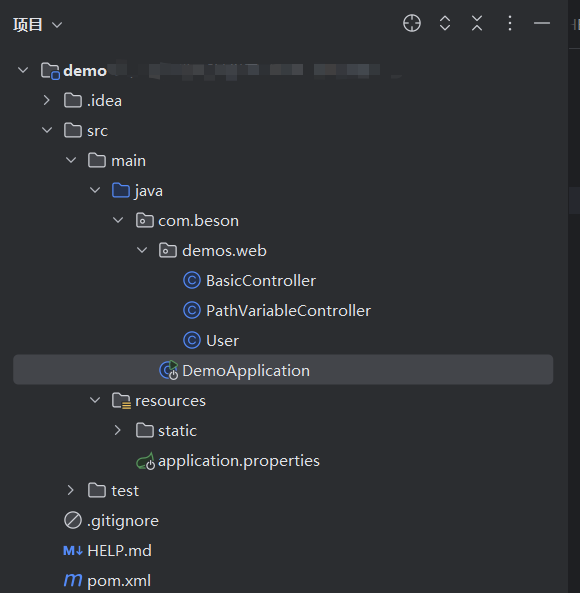 项目
demo
.idea
src
main
java
com.beson
demos.web
BasicController
PathVariableController
User
DemoApplication
resources
static
application.properties
test
.gitignore
HELP.md
pom.xml